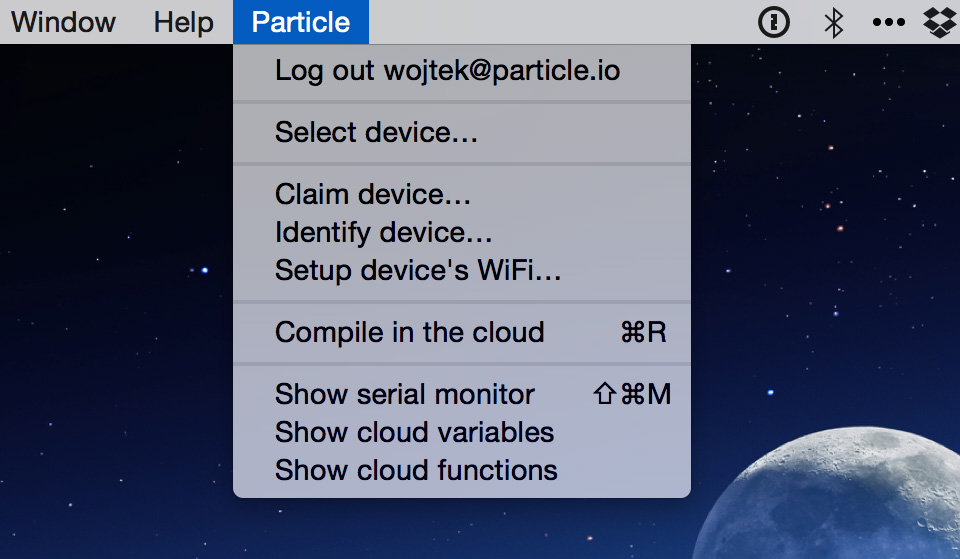 Window Help Particle
Log out wojtek@particle.io
Select device…
Claim device…
Identify device…
Setup device's WiFi…
Compile in the cloud ⌘R
Show serial monitor ⇧⌘M
Show cloud variables
Show cloud functions